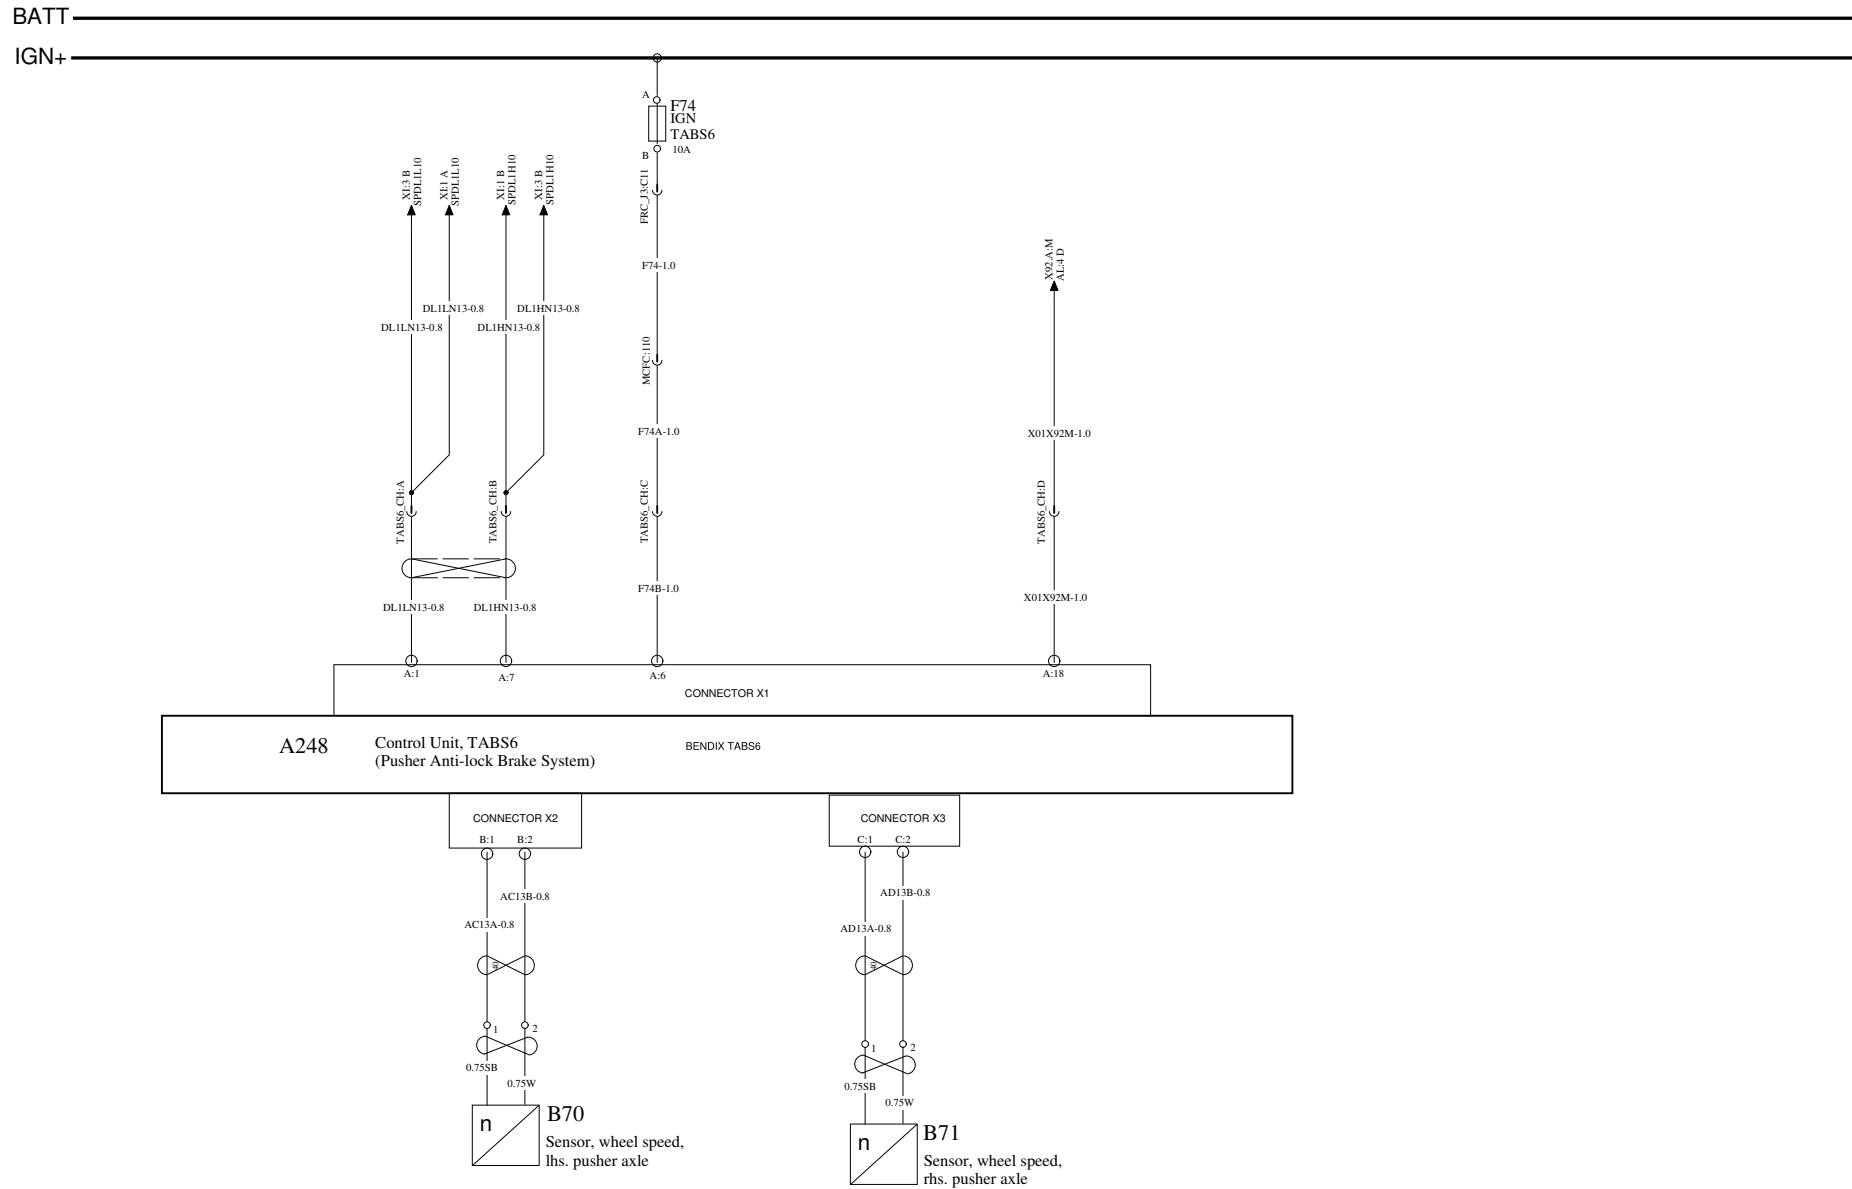 BATT
IGN+
A
F74
IGN
TABS6
10A
B
FRC_J3:C11
XI:3 B
SPDL1L10
XI:1 A
SPDL1L10
XI:1 B
SPDL1H10
XI:3 B
SPDL1H10
F74-1.0
X92.A:M
AL:4 D
DL1LN13-0.8
DL1HN13-0.8
DL1LN13-0.8
DL1HN13-0.8
MCFC:110
F74A-1.0
X01X92M-1.0
TABS6_CH:A
TABS6_CH:B
TABS6_CH:C
TABS6_CH:D
F74B-1.0
X01X92M-1.0
DL1LN13-0.8
DL1HN13-0.8
A:1
A:7
A:6
A:18
CONNECTOR X1
A248
Control Unit, TABS6
(Pusher Anti-lock Brake System)
BENDIX TABS6
CONNECTOR X2
CONNECTOR X3
B:1
B:2
C:1
C:2
AC13B-0.8
AD13B-0.8
AC13A-0.8
AD13A-0.8
40
40
1
2
1
2
0.75SB
0.75W
0.75SB
0.75W
n
B70
Sensor, wheel speed,
lhs. pusher axle
n
B71
Sensor, wheel speed,
rhs. pusher axle